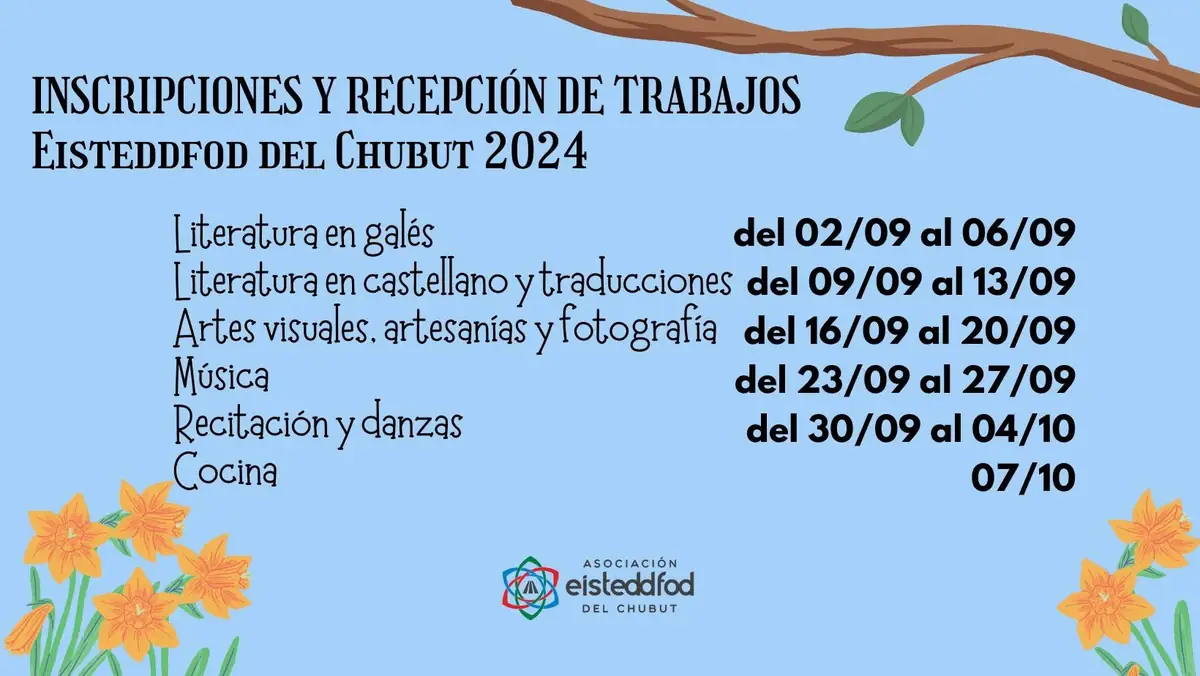 INSCRIPCIONES Y RECEPCIÓN DE TRABAJOS
EISTEDDFOD DEL CHUBUT 2024
Literatura en galés del 02/09 al 06/09
Literatura en castellano y traducciones del 09/09 al 13/09
Artes visuales, artesanías y fotografía del 16/09 al 20/09
Música del 23/09 al 27/09
Recitación y danzas del 30/09 al 04/10
Cocina 07/10
ASOCIACIÓN
eisteddfod
DEL CHUBUT